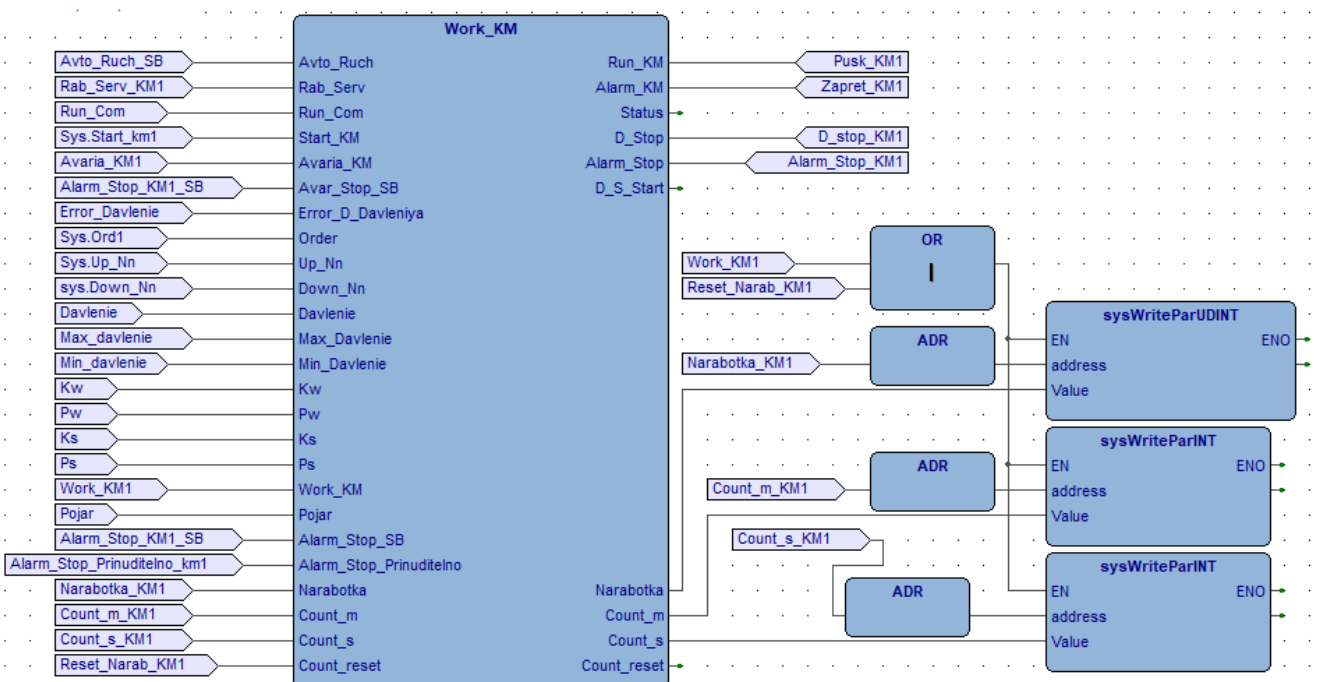 Work_KM
Avto_Ruch_SB Avto_Ruch Run_KM Pusk_KM1
Rab_Serv_KM1 Rab_Serv Alarm_KM Zapret_KM1
Run_Com Run_Com Status
Sys.Start_km1 Start_KM D_Stop D_stop_KM1
Avaria_KM1 Avaria_KM Alarm_Stop Alarm_Stop_KM1
Alarm_Stop_KM1_SB Avar_Stop_SB D_S_Start
Error_Davlenie Error_D_Davleniya
Sys.Ord1 Order OR
Sys.Up_Nn Up_Nn Work_KM1 |
sys.Down_Nn Down_Nn Reset_Narab_KM1
Davlenie Davlenie sysWriteParUDINT
Max_davlenie Max_Davlenie ADR EN ENO
Min_davlenie Min_Davlenie Narabotka_KM1 address
Kw Kw Value
Pw Pw
Ks Ks sysWriteParINT
Ps Ps ADR EN ENO
Work_KM1 Work_KM Count_m_KM1 address
Pojar Pojar Value
Alarm_Stop_KM1_SB Alarm_Stop_SB Count_s_KM1
Alarm_Stop_Prinuditelno_km1 Alarm_Stop_Prinuditelno sysWriteParINT
Narabotka_KM1 Narabotka Narabotka ADR EN ENO
Count_m_KM1 Count_m Count_m address
Count_s_KM1 Count_s Count_s Value
Reset_Narab_KM1 Count_reset Count_reset